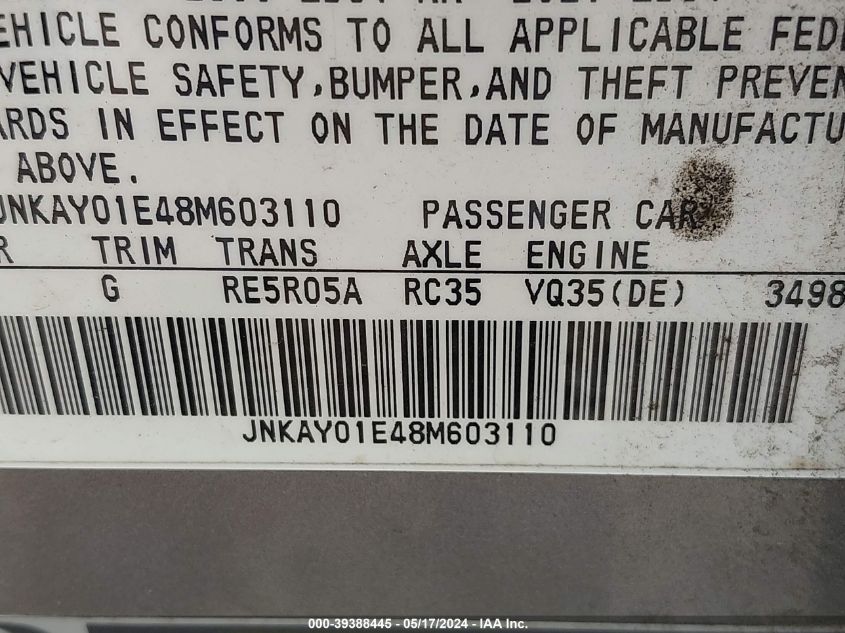 EHICLE CONFORMS TO ALL APPLICABLE FEDE
VEHICLE SAFETY, BUMPER, AND THEFT PREVEN
ARDS IN EFFECT ON THE DATE OF MANUFACTU
ABOVE.
JNKAY01E48M603110 PASSENGER CAR
R TRIM TRANS AXLE ENGINE
G RE5R05A RC35 VQ35(DE) 3498
JNKAY01E48M603110
000-39388445 - 05/17/2024 - IAA Inc.